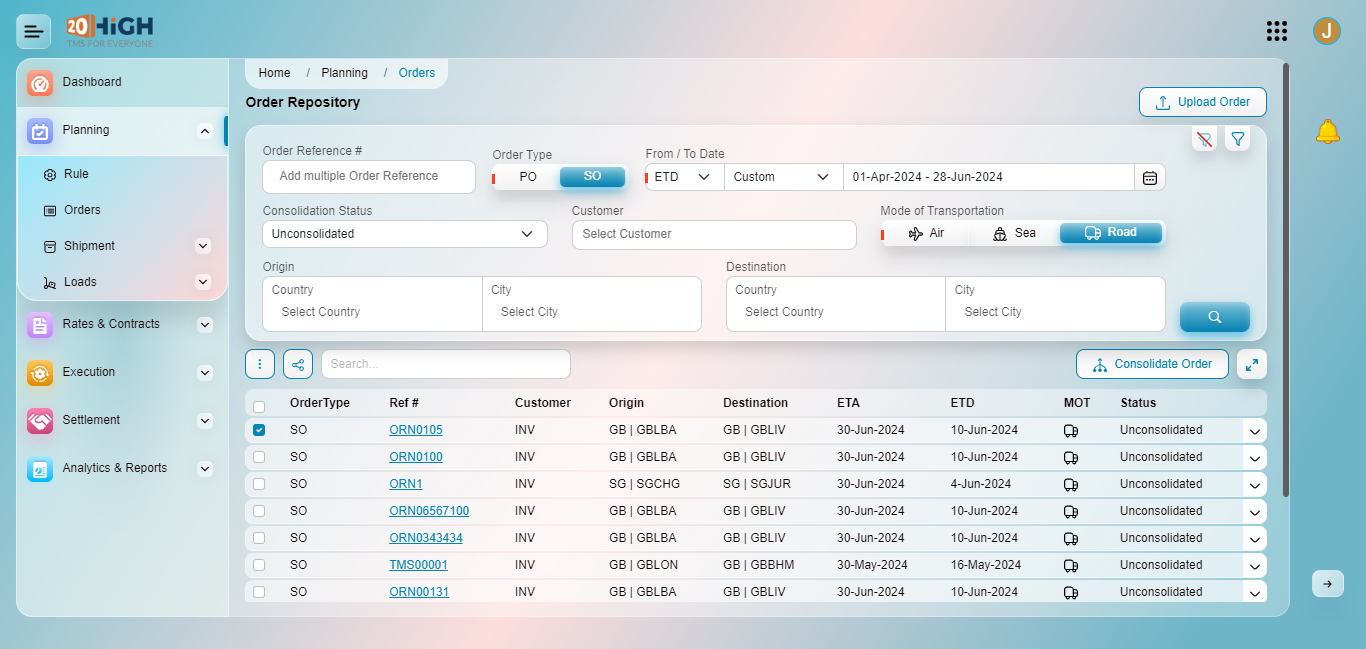 20HiGH
TMS FOR EVERYONE
J
Dashboard
Planning
Rule
Orders
Shipment
Loads
Rates & Contracts
Execution
Settlement
Analytics & Reports
Home / Planning / Orders
Order Repository
Upload Order
Order Reference #
Add multiple Order Reference
Order Type
PO SO
From / To Date
ETD Custom 01-Apr-2024 - 28-Jun-2024
Consolidation Status
Unconsolidated
Customer
Select Customer
Mode of Transportation
Air Sea Road
Origin
Country City
Select Country Select City
Destination
Country City
Select Country Select City
Search...
Consolidate Order
OrderType Ref # Customer Origin Destination ETA ETD MOT Status
SO ORN0105 INV GB | GBLBA GB | GBLIV 30-Jun-2024 10-Jun-2024 Unconsolidated
SO ORN0100 INV GB | GBLBA GB | GBLIV 30-Jun-2024 10-Jun-2024 Unconsolidated
SO ORN1 INV SG | SGCHG SG | SGJUR 30-Jun-2024 4-Jun-2024 Unconsolidated
SO ORN06567100 INV GB | GBLBA GB | GBLIV 30-Jun-2024 10-Jun-2024 Unconsolidated
SO ORN0343434 INV GB | GBLBA GB | GBLIV 30-Jun-2024 10-Jun-2024 Unconsolidated
SO TMS00001 INV GB | GBLON GB | GBBHM 30-May-2024 16-May-2024 Unconsolidated
SO ORN00131 INV GB | GBLBA GB | GBLIV 30-Jun-2024 10-Jun-2024 Unconsolidated